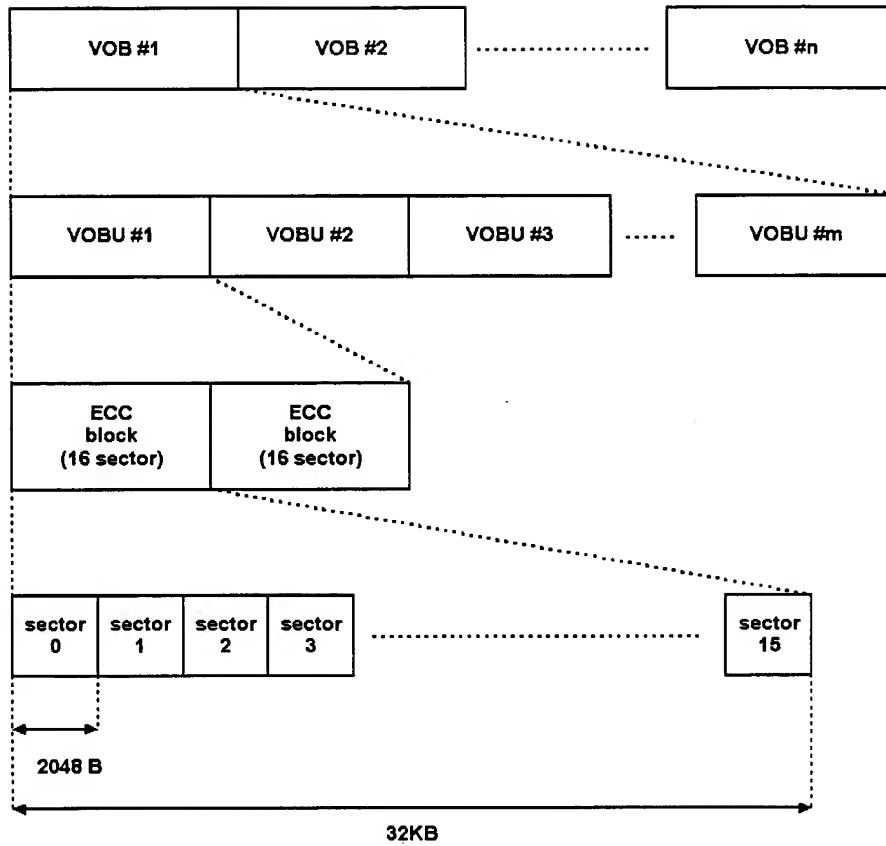 VOB #1
VOB #2
VOB #n
VOBU #1
VOBU #2
VOBU #3
VOBU #m
ECC
block
(16 sector)
ECC
block
(16 sector)
sector
0
sector
1
sector
2
sector
3
sector
15
2048 B
32KB